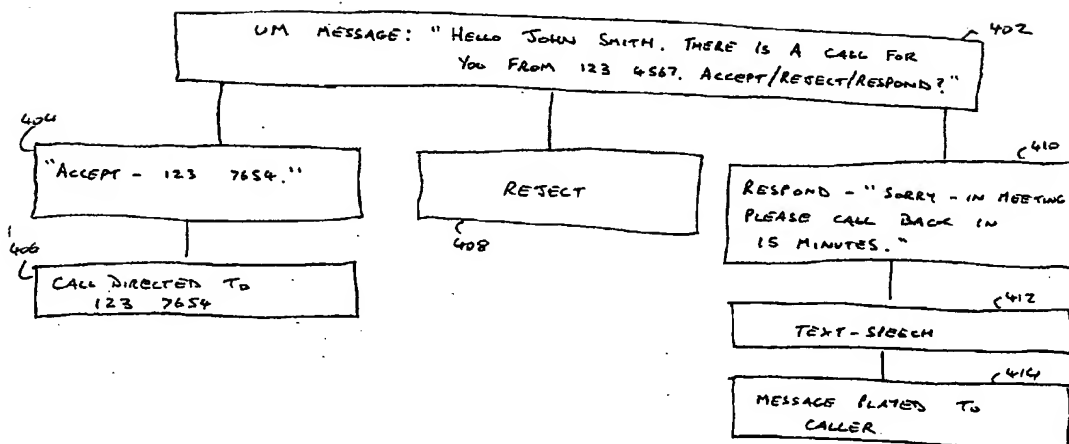 402
UM MESSAGE: "HELLO JOHN SMITH. THERE IS A CALL FOR
YOU FROM 123 4567. ACCEPT/REJECT/RESPOND?"
404
"ACCEPT - 123 7654."
406
CALL DIRECTED TO
123 7654
REJECT
408
410
RESPOND - "SORRY - IN MEETING
PLEASE CALL BACK IN
15 MINUTES."
412
TEXT-SPEECH
414
MESSAGE PLAYED TO
CALLER.